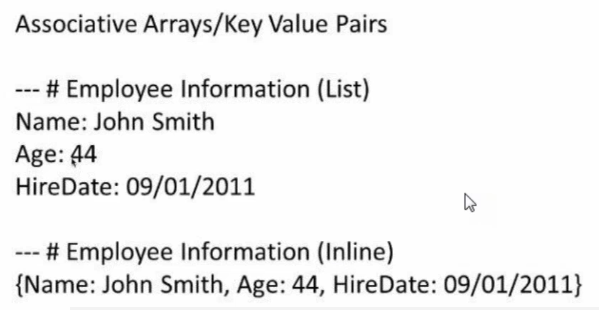 Associative Arrays/Key Value Pairs
--- # Employee Information (List)
Name: John Smith
Age: 44
HireDate: 09/01/2011
--- # Employee Information (Inline)
{Name: John Smith, Age: 44, HireDate: 09/01/2011}